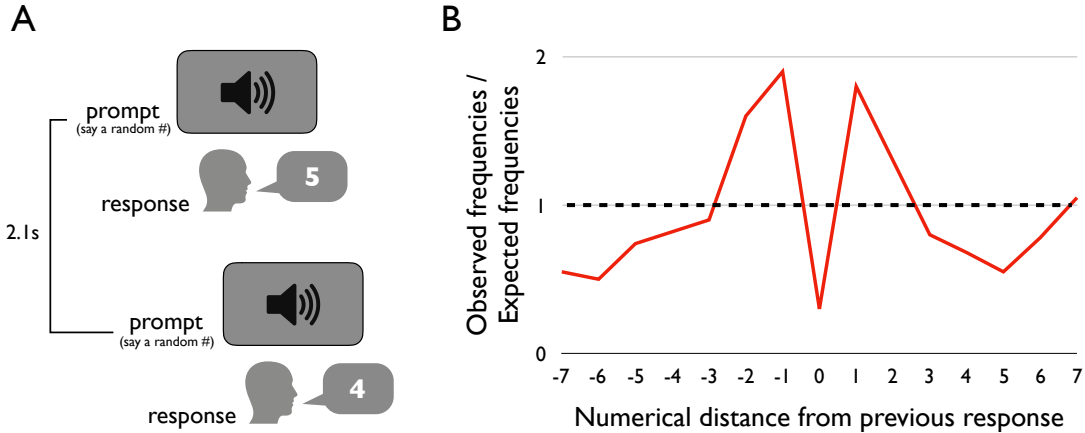 A
prompt
(say a random #)
5
response
2.1s
prompt
(say a random #)
4
response
B
Observed frequencies /
Expected frequencies
2
1
0
-7 -6 -5 -4 -3 -2 -1 0 1 2 3 4 5 6 7
Numerical distance from previous response